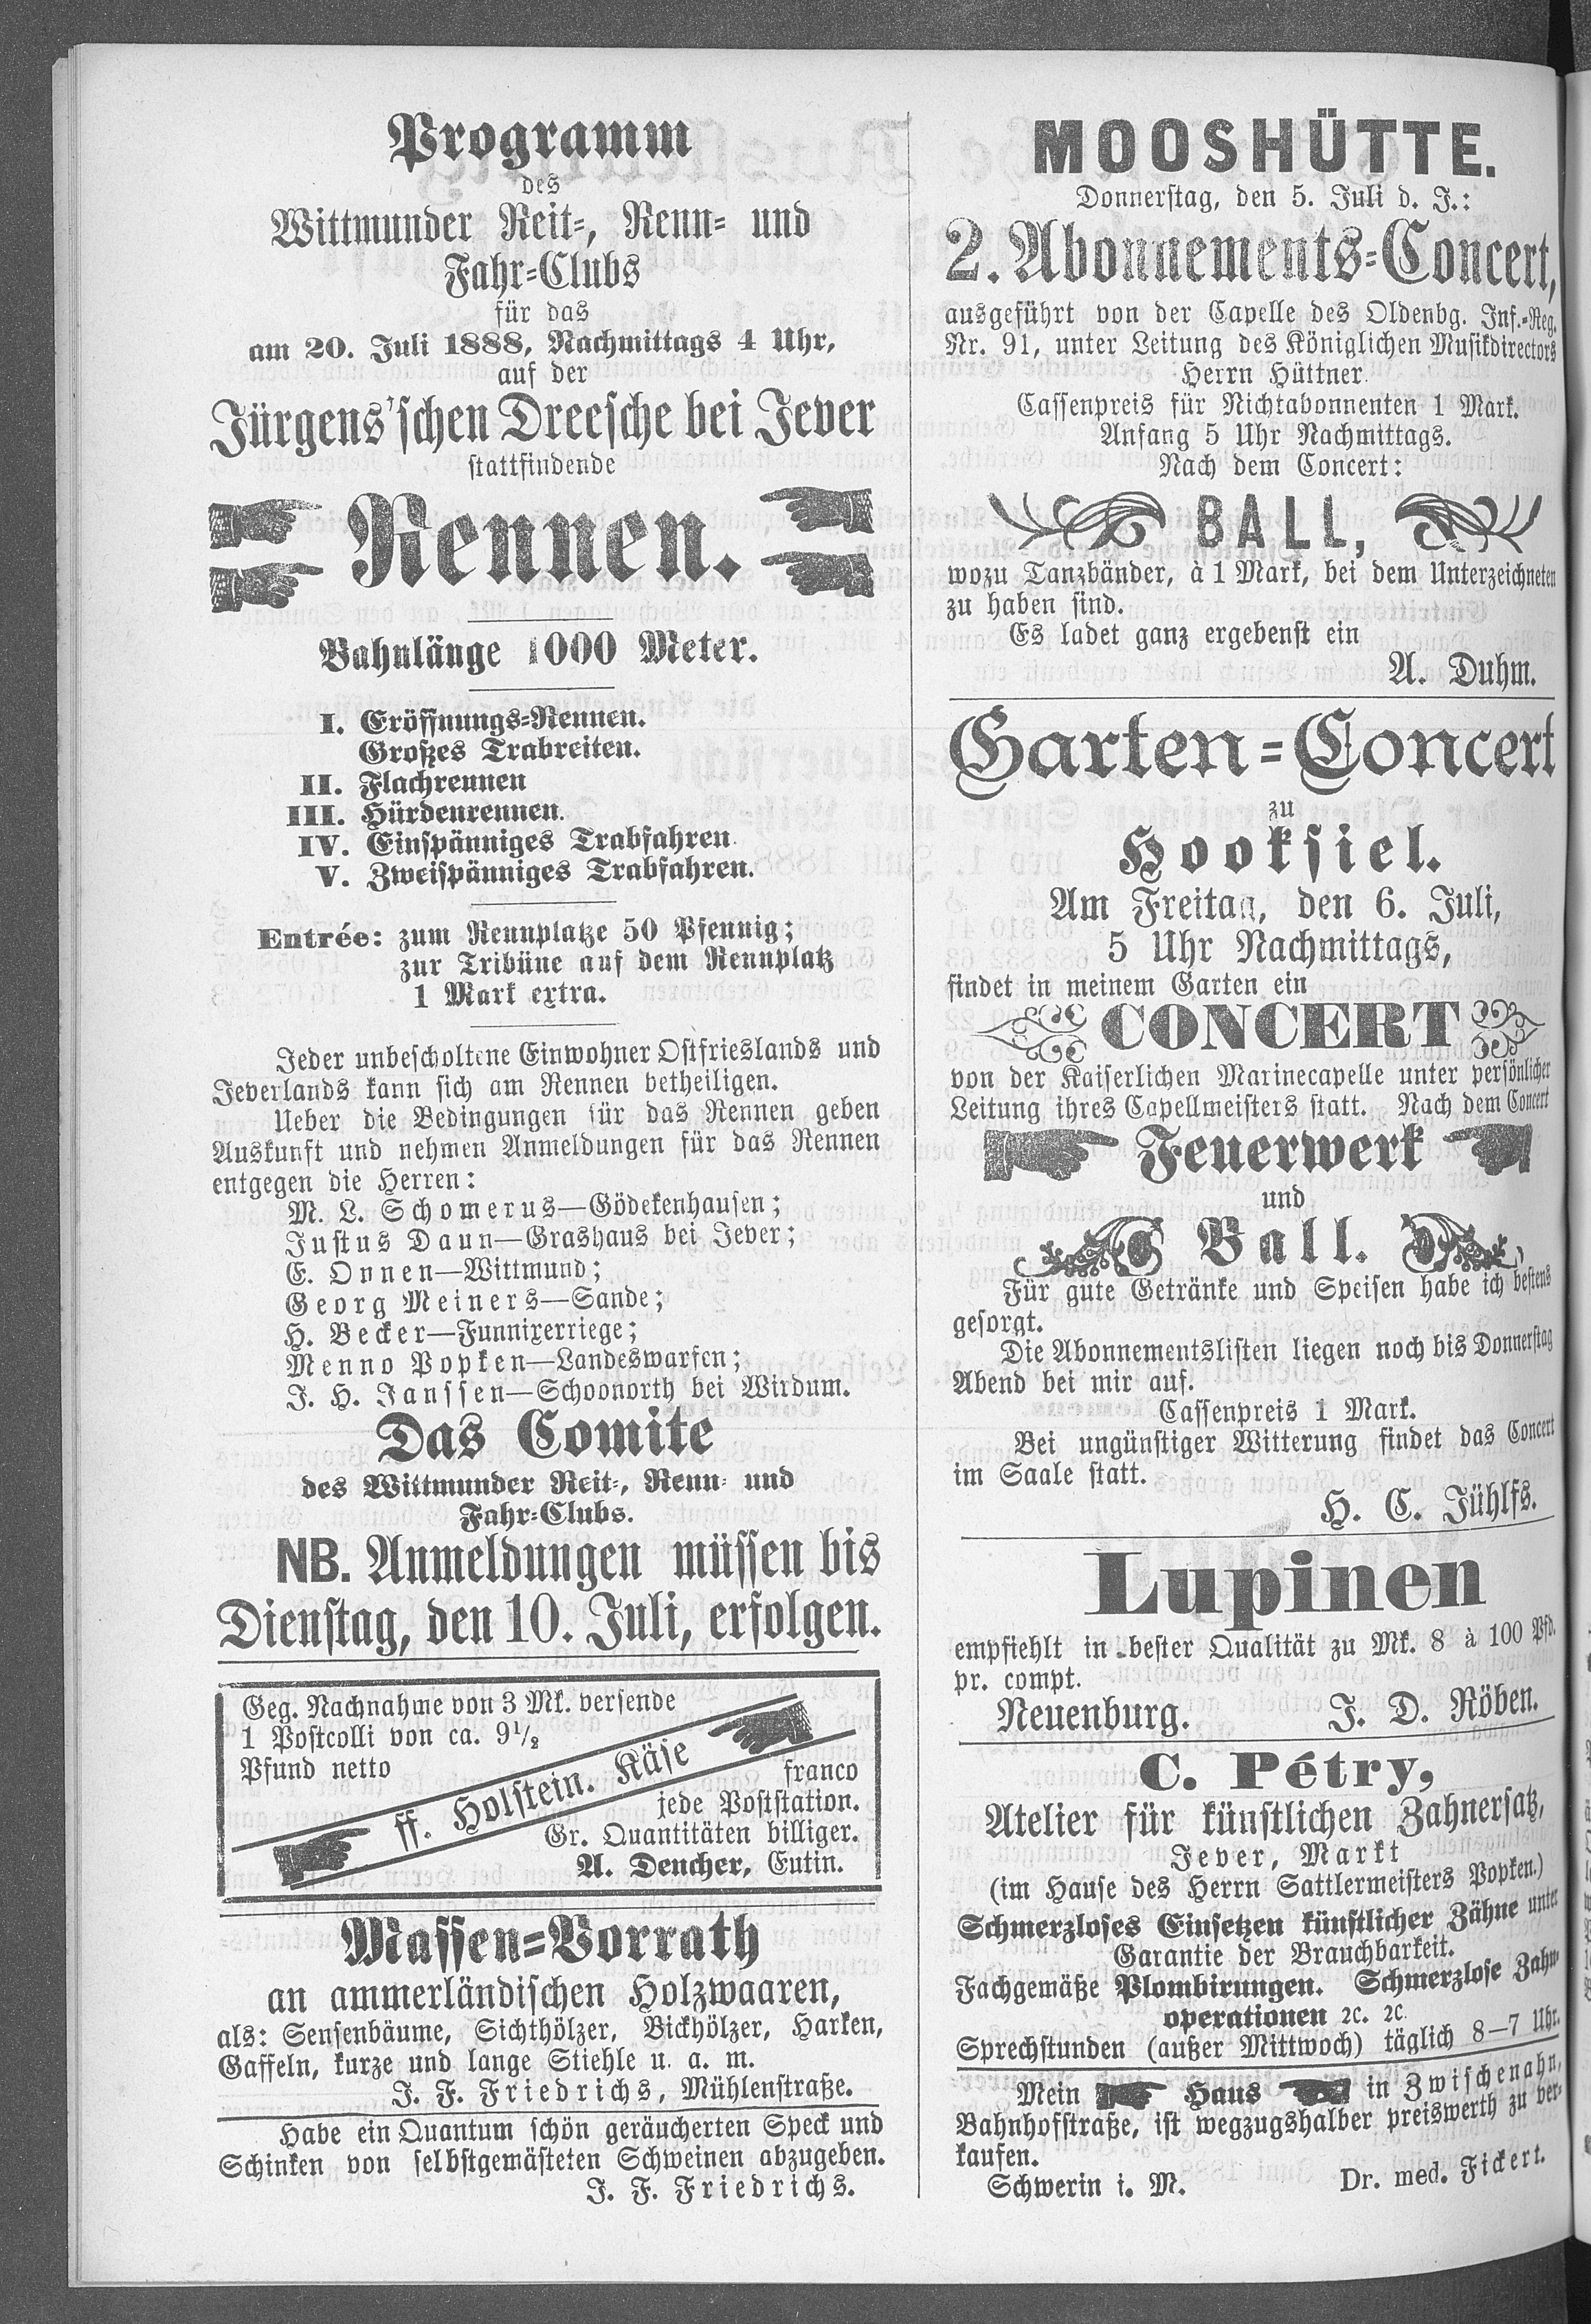 Programm
des
Wittmunder Reit-, Renn- und
Fahr-Clubs
für das
am 20. Juli 1888, Nachmittags 4 Uhr,
auf der
Jürgens'schen Dreesche bei Jever
stattfindende
Rennen.
Bahnlänge 1000 Meter.
I. Eröffnungs-Rennen.
Großes Trabreiten.
II. Flachrennen
III. Hürdenrennen.
IV. Einspänniges Trabfahren.
V. Zweispänniges Trabfahren.
Entrée: zum Rennplatze 50 Pfennig;
zur Tribüne auf dem Rennplatz
1 Mark extra.
Jeder unbescholtene Einwohner Ostfrieslands und
Jeverlands kann sich am Rennen betheiligen.
Ueber die Bedingungen für das Rennen geben
Auskunft und nehmen Anmeldungen für das Rennen
entgegen die Herren:
M. L. Schomerus—Gödekenhausen;
Justus Daun—Grashaus bei Jever;
E. Onnen—Wittmund;
Georg Meiners—Sande;
H. Becker—Funnixerriege;
Menno Popken—Landeswarfen;
J. H. Janssen—Schoonorth bei Wirdum.
Das Comite
des Wittmunder Reit-, Renn- und
Fahr-Clubs.
NB. Anmeldungen müssen bis
Dienstag, den 10. Juli, erfolgen.
Geg. Nachnahme von 3 Mk. versende
1 Postcolli von ca. 9½
Pfund netto
ff. Holstein. Käse
franco
jede Poststation.
Gr. Quantitäten billiger.
A. Dencher, Eutin.
Massen-Vorrath
an ammerländischen Holzwaaren,
als: Sensenbäume, Sichthölzer, Bickhölzer, Harken,
Gaffeln, kurze und lange Stiehle u. a. m.
J. F. Friedrichs, Mühlenstraße.
Habe ein Quantum schön geräucherten Speck und
Schinken von selbstgemästeten Schweinen abzugeben.
J. F. Friedrichs.
MOOSHÜTTE.
Donnerstag, den 5. Juli d. J.:
2. Abonnements-Concert,
ausgeführt von der Capelle des Oldenbg. Inf.-Reg.
Nr. 91, unter Leitung des Königlichen Musikdirectors
Herrn Hüttner.
Cassenpreis für Nichtabonnenten 1 Mark.
Anfang 5 Uhr Nachmittags.
Nach dem Concert:
BALL,
wozu Tanzbänder, à 1 Mark, bei dem Unterzeichneten
zu haben sind.
Es ladet ganz ergebenst ein
A. Duhm.
Garten-Concert
zu
Hooksiel.
Am Freitag, den 6. Juli,
5 Uhr Nachmittags,
findet in meinem Garten ein
CONCERT
von der Kaiserlichen Marinecapelle unter persönlicher
Leitung ihres Capellmeisters statt. Nach dem Concert
Feuerwerk
und
Ball.
Für gute Getränke und Speisen habe ich bestens
gesorgt.
Die Abonnementslisten liegen noch bis Donnerstag
Abend bei mir auf.
Cassenpreis 1 Mark.
Bei ungünstiger Witterung findet das Concert
im Saale statt.
H. C. Jühlfs.
Lupinen
empfiehlt in bester Qualität zu Mk. 8 à 100 Pfd.
pr. compt.
Neuenburg. J. D. Röben.
C. Pétry,
Atelier für künstlichen Zahnersatz,
Jever, Markt
(im Hause des Herrn Sattlermeisters Popken.)
Schmerzloses Einsetzen künstlicher Zähne unter
Garantie der Brauchbarkeit.
Fachgemäße Plombirungen. Schmerzlose Zahn-
operationen ꝛc. ꝛc.
Sprechstunden (außer Mittwoch) täglich 8—7 Uhr.
Mein Haus in Zwischenahn,
Bahnhofstraße, ist wegzugshalber preiswerth zu ver-
kaufen.
Schwerin i. M. Dr. med. Fickert.